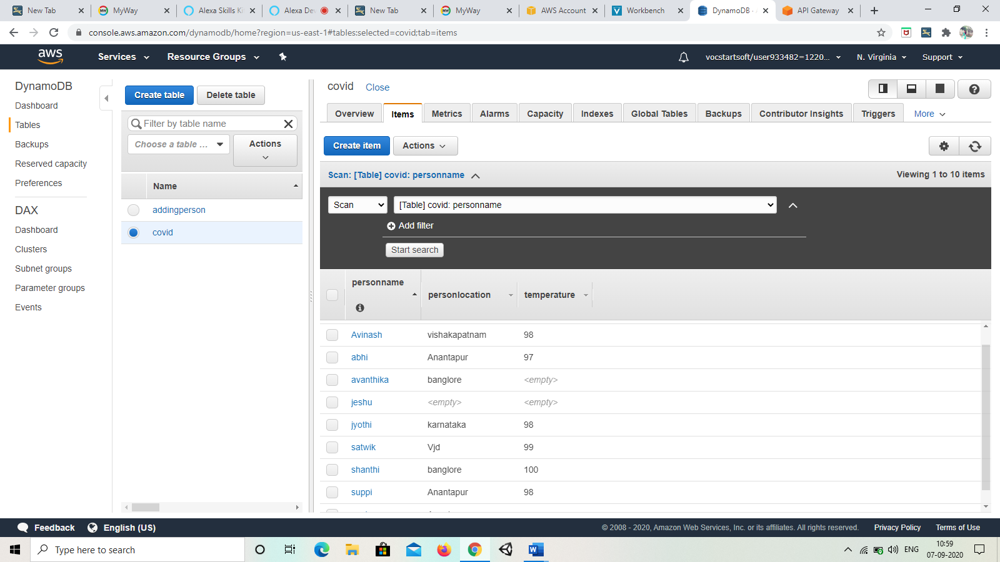 New Tab
MyWay
Alexa Skills Ki
Alexa De
New Tab
MyWay
AWS Account
Workbench
DynamoDB ·
API Gateway
console.aws.amazon.com/dynamodb/home?region=us-east-1#tables:selected=covid;tab=items
aws
Services
Resource Groups
vocstartsoft/user933482=1220...
N. Virginia
Support
DynamoDB
Dashboard
Tables
Backups
Reserved capacity
Preferences
DAX
Dashboard
Clusters
Subnet groups
Parameter groups
Events
Create table
Delete table
Filter by table name
Choose a table ...
Actions
Name
addingperson
covid
covid
Close
Overview
Items
Metrics
Alarms
Capacity
Indexes
Global Tables
Backups
Contributor Insights
Triggers
More
Create item
Actions
Scan: [Table] covid: personname
Viewing 1 to 10 items
Scan
[Table] covid: personname
Add filter
Start search
personname
personlocation
temperature
Avinash vishakapatnam 98
abhi Anantapur 97
avanthika banglore <empty>
jeshu <empty> <empty>
jyothi karnataka 98
satwik Vjd 99
shanthi banglore 100
suppi Anantapur 98
Feedback
English (US)
© 2008 - 2020, Amazon Web Services, Inc. or its affiliates. All rights reserved.
Privacy Policy
Terms of Use
Type here to search
ENG
10:59
07-09-2020